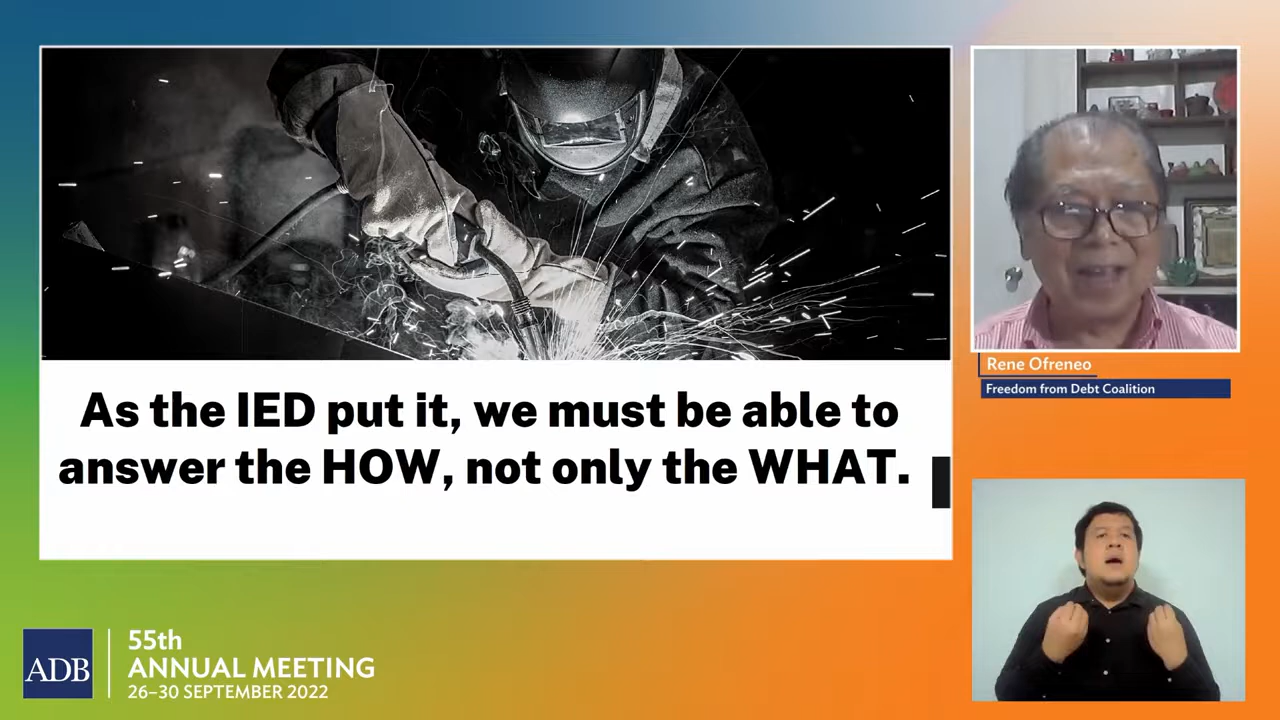 As the IED put it, we must be able to
answer the HOW, not only the WHAT.
Rene Ofreneo
Freedom from Debt Coalition
ADB
55th
ANNUAL MEETING
26–30 SEPTEMBER 2022